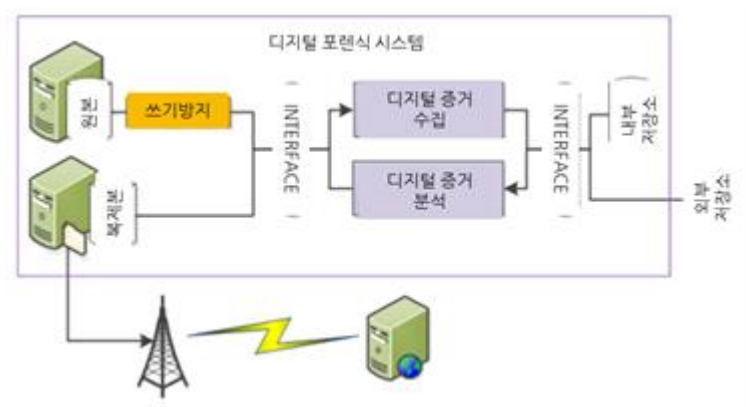 디지털 포렌식 시스템
원본
쓰기방지
INTERFACE
디지털 증거
수집
INTERFACE
내부
저장소
복제본
디지털 증거
분석
외부
저장소